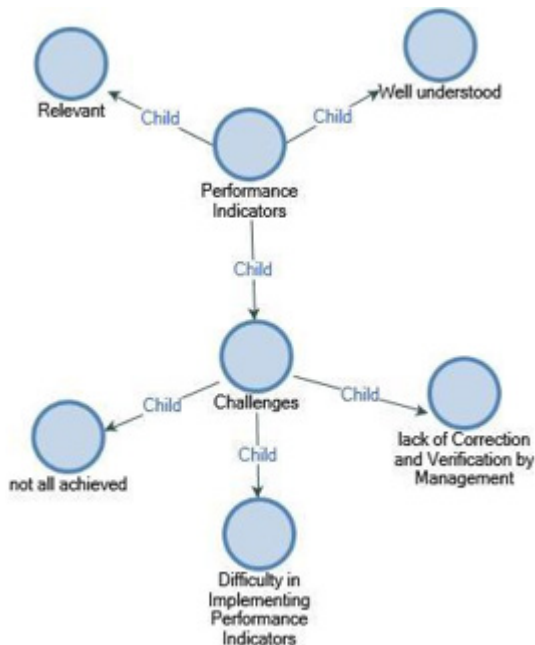 Relevant
Well understood
Child
Child
Performance
Indicators
Child
Challenges
Child
Child
not all achieved
lack of Correction
and Verification by
Management
Child
Difficulty in
Implementing
Performance
Indicators